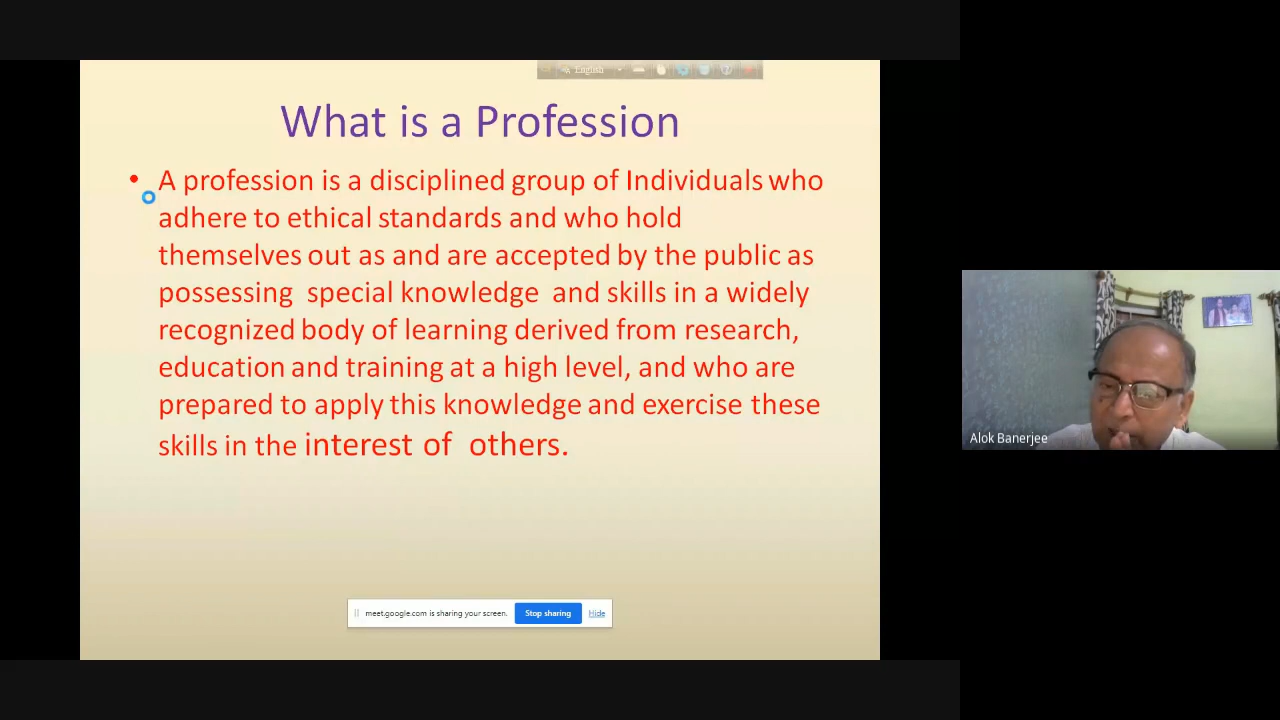 English
What is a Profession
• A profession is a disciplined group of Individuals who
adhere to ethical standards and who hold
themselves out as and are accepted by the public as
possessing special knowledge and skills in a widely
recognized body of learning derived from research,
education and training at a high level, and who are
prepared to apply this knowledge and exercise these
skills in the interest of others.
Alok Banerjee
meet.google.com is sharing your screen. Stop sharing Hide